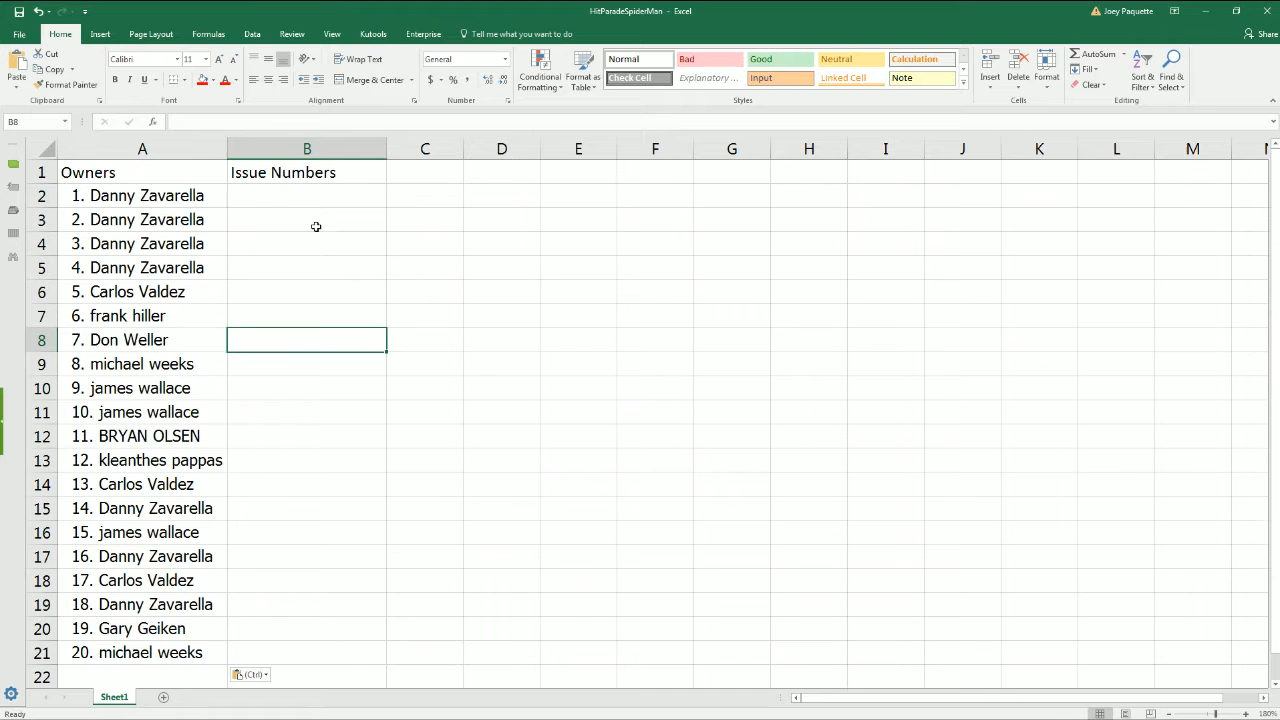 HitParadeSpiderMan - Excel
Joey Paquette
File Home Insert Page Layout Formulas Data Review View Kutools Enterprise Tell me what you want to do Share
Paste
Cut
Copy
Format Painter
Clipboard
Calibri 11
B I U A A A
Font
Wrap Text
Merge & Center
Alignment
General
$ % ,
Number
Conditional Formatting
Format as Table
Normal Bad Good Neutral Calculation
Check Cell Explanatory ... Input Linked Cell Note
Styles
Insert Delete Format
Cells
AutoSum
Fill
Clear
Sort & Filter
Find & Select
Editing
B8 fx
A B C D E F G H I J K L M
1 Owners Issue Numbers
2 1. Danny Zavarella
3 2. Danny Zavarella
4 3. Danny Zavarella
5 4. Danny Zavarella
6 5. Carlos Valdez
7 6. frank hiller
8 7. Don Weller
9 8. michael weeks
10 9. james wallace
11 10. james wallace
12 11. BRYAN OLSEN
13 12. kleanthes pappas
14 13. Carlos Valdez
15 14. Danny Zavarella
16 15. james wallace
17 16. Danny Zavarella
18 17. Carlos Valdez
19 18. Danny Zavarella
20 19. Gary Geiken
21 20. michael weeks
22 (Ctrl)
Sheet1
Ready 180%